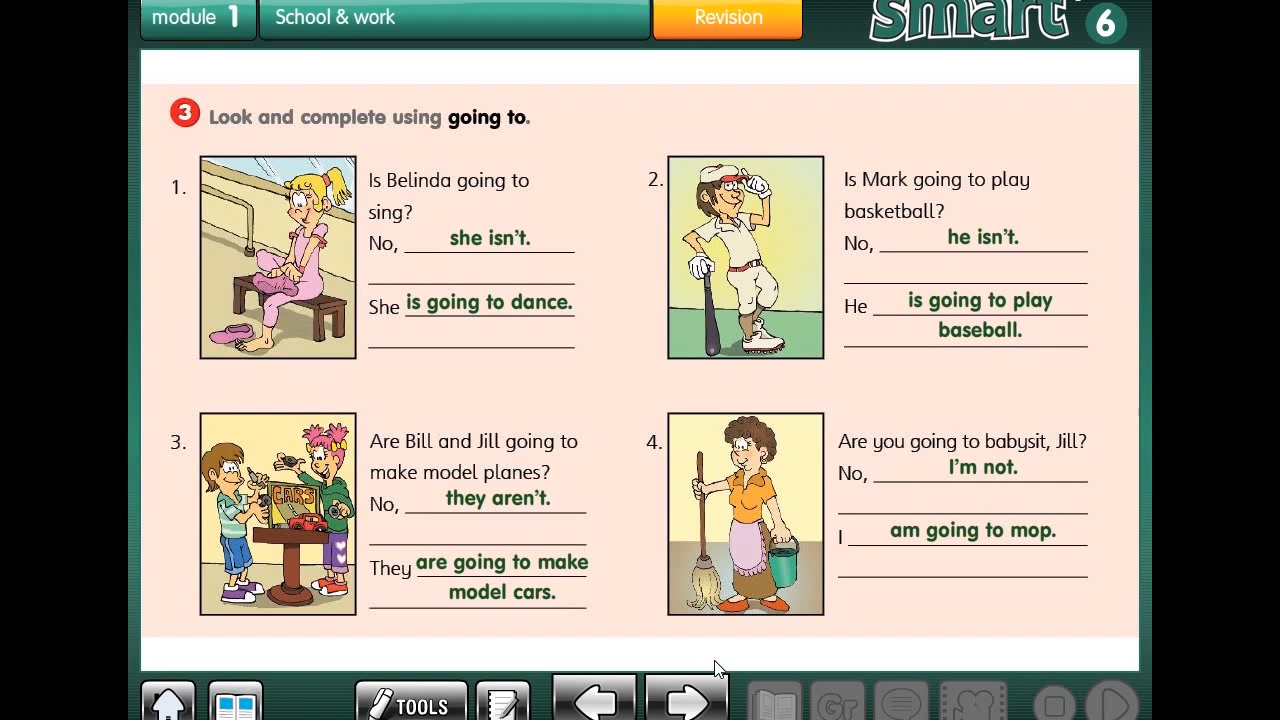 module 1
School & work
Revision
smart 6
3 Look and complete using going to.
1.
Is Belinda going to
sing?
No, she isn't.
She is going to dance.
2.
Is Mark going to play
basketball?
No, he isn't.
He is going to play
baseball.
3.
CARS
Are Bill and Jill going to
make model planes?
No, they aren't.
They are going to make
model cars.
4.
Are you going to babysit, Jill?
No, I'm not.
I am going to mop.
TOOLS
Gr